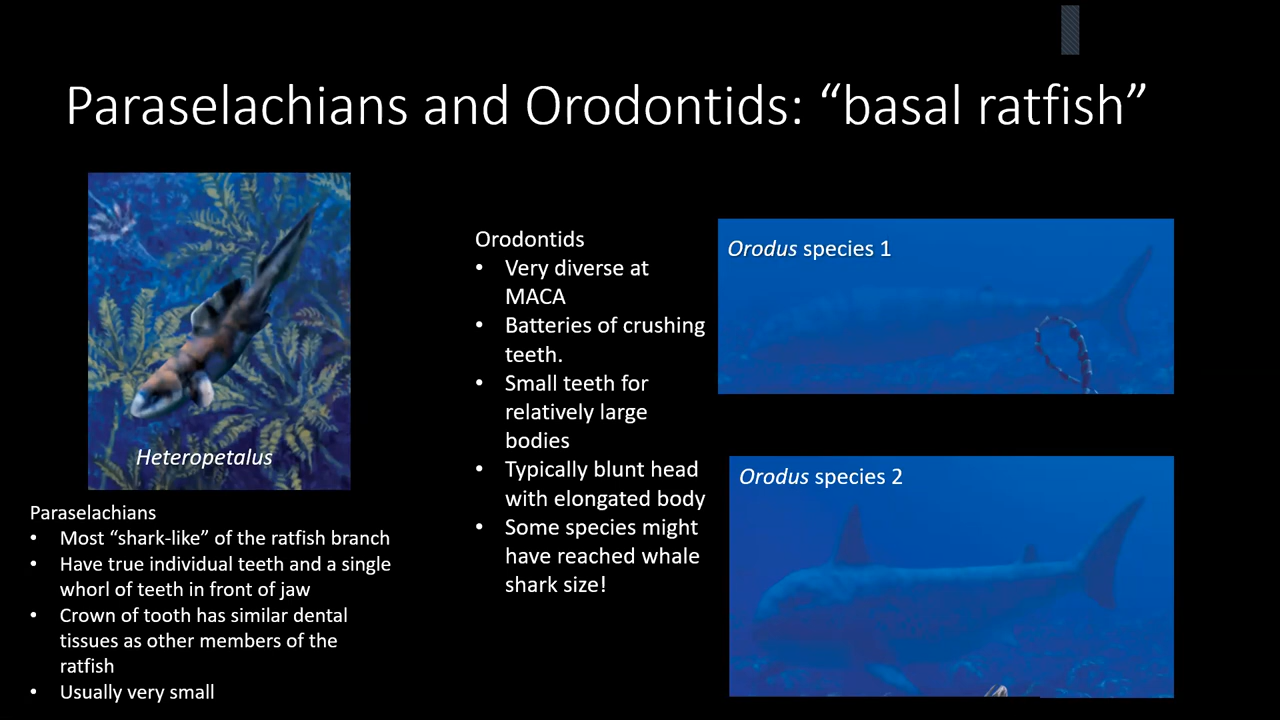 Paraselachians and Orodontids: “basal ratfish”
Heteropetalus
Paraselachians
• Most “shark-like” of the ratfish branch
• Have true individual teeth and a single
whorl of teeth in front of jaw
• Crown of tooth has similar dental
tissues as other members of the
ratfish
• Usually very small
Orodontids
• Very diverse at
MACA
• Batteries of crushing
teeth.
• Small teeth for
relatively large
bodies
• Typically blunt head
with elongated body
• Some species might
have reached whale
shark size!
Orodus species 1
Orodus species 2